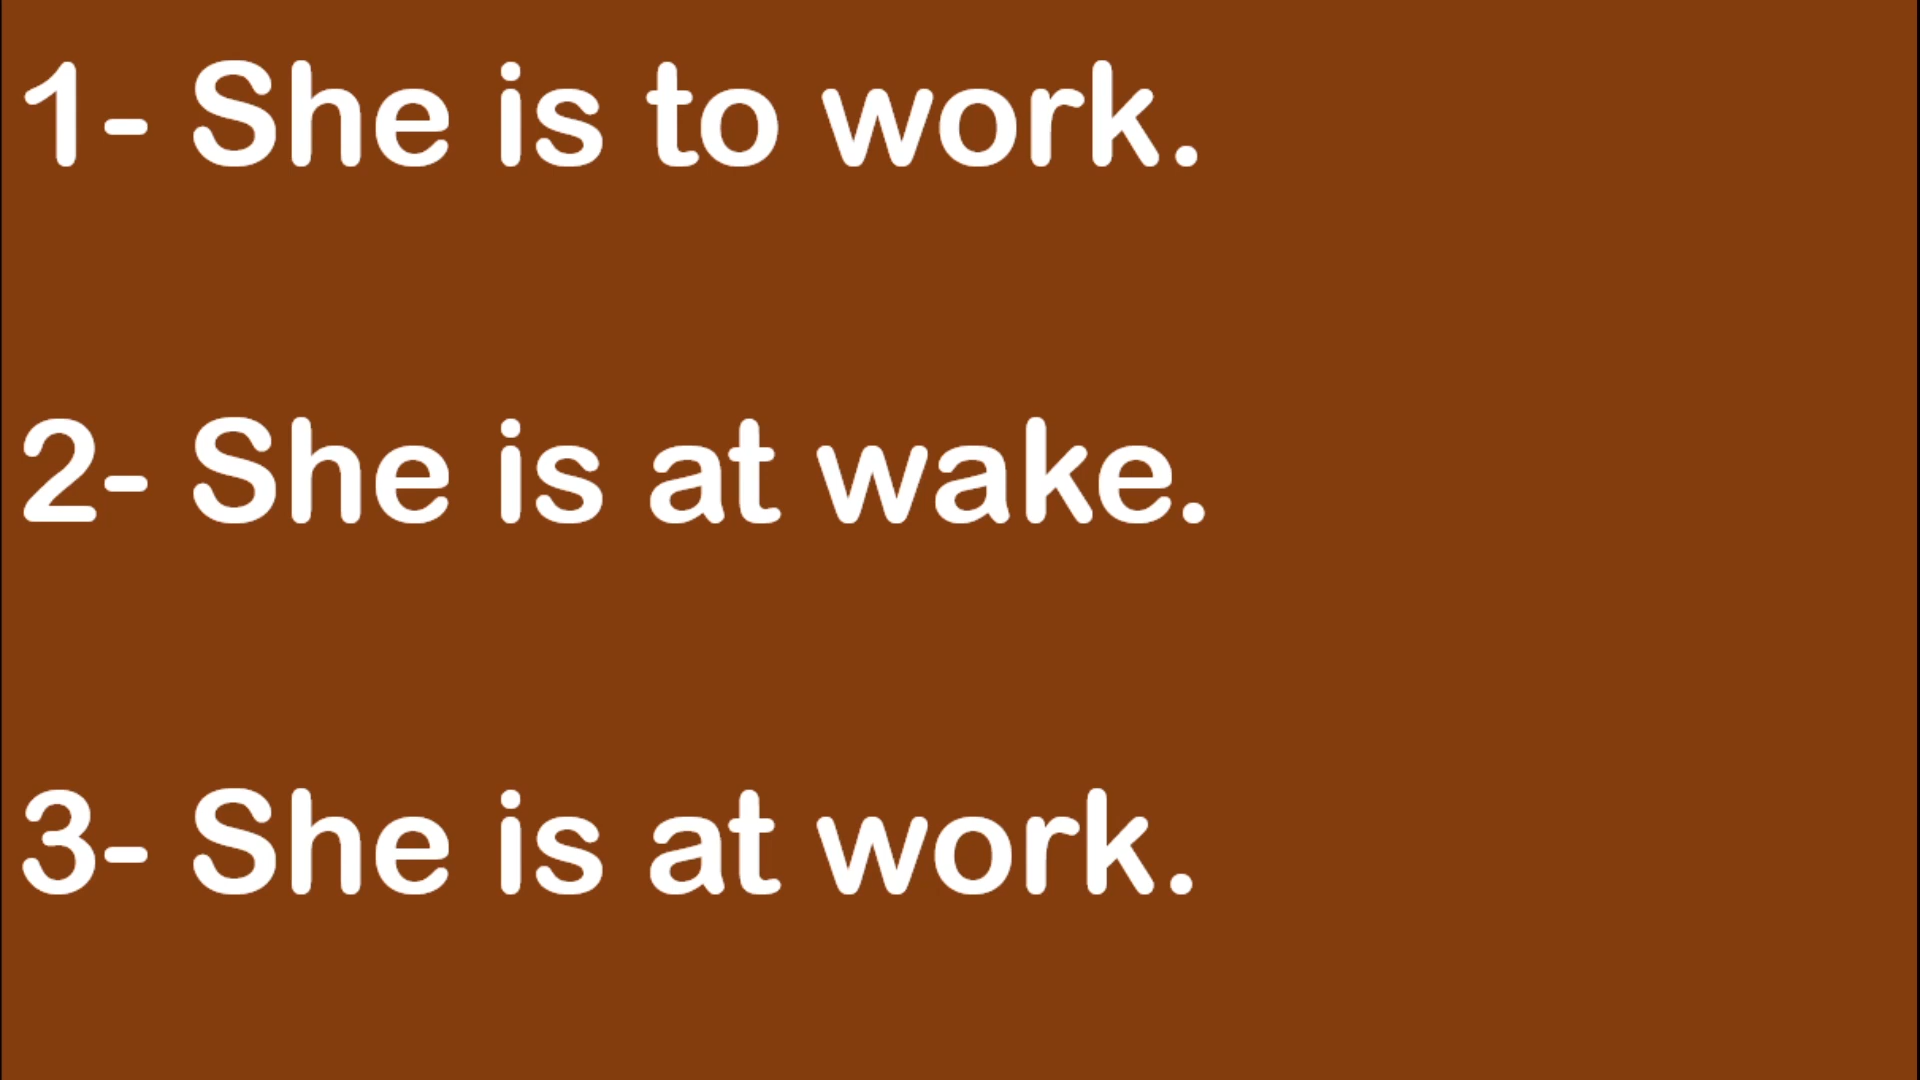 1- She is to work.
2- She is at wake.
3- She is at work.